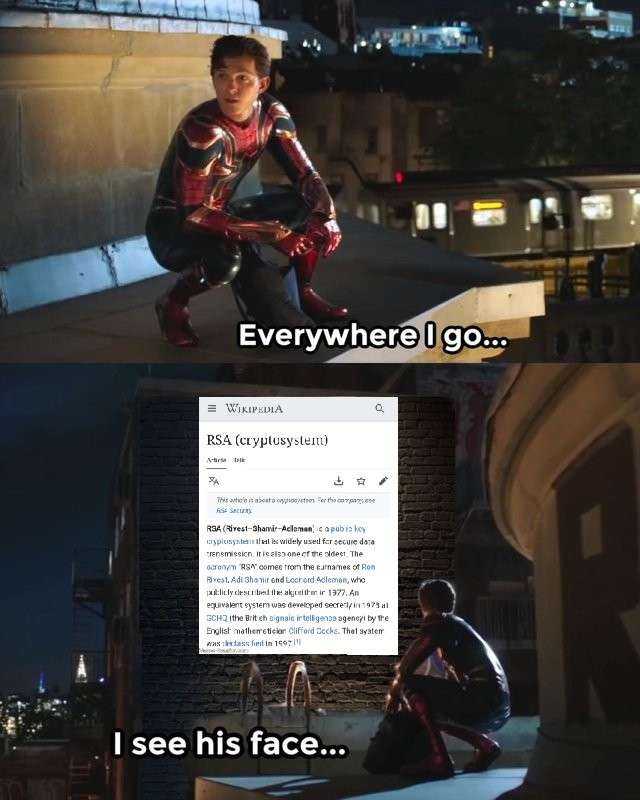 Everywhere I go...
WIKIPEDIA
RSA (cryptosystem)
Article Talk
This article is about a cryptosystem. For the company, see
RSA Security.
RSA (Rivest–Shamir–Adleman) is a public-key
cryptosystem that is widely used for secure data
transmission. It is also one of the oldest. The
acronym "RSA" comes from the surnames of Ron
Rivest, Adi Shamir and Leonard Adleman, who
publicly described the algorithm in 1977. An
equivalent system was developed secretly in 1973 at
GCHQ (the British signals intelligence agency) by the
English mathematician Clifford Cocks. That system
was declassified in 1997.[1]
I see his face...